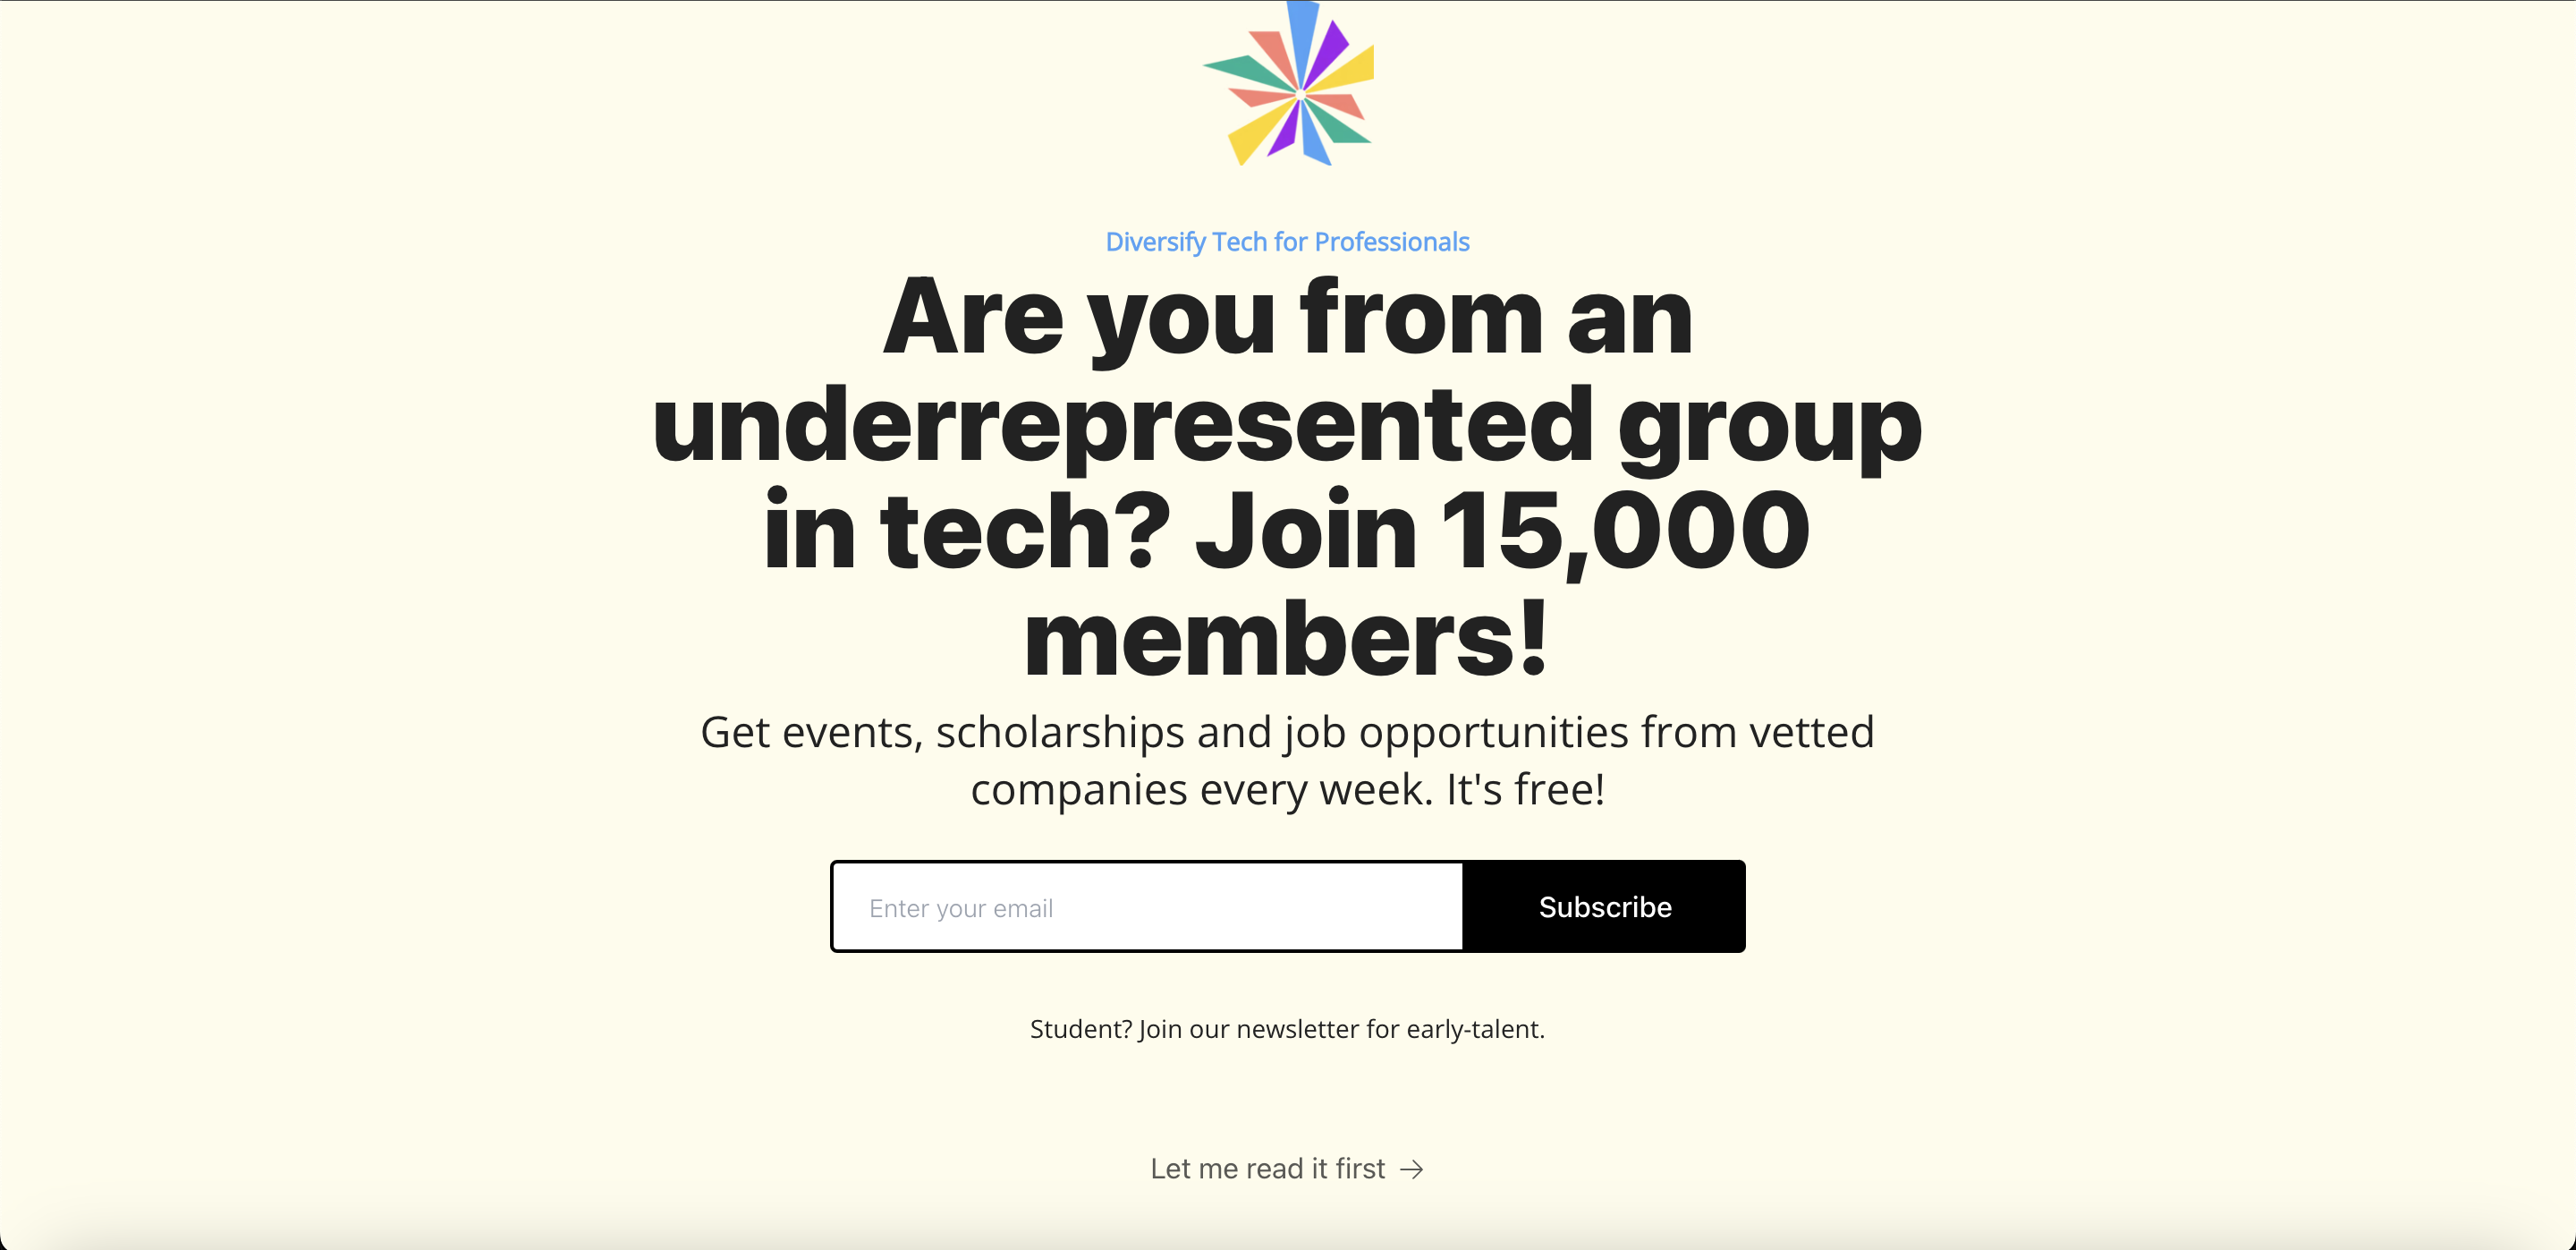 Diversify Tech for Professionals
Are you from an
underrepresented group
in tech? Join 15,000
members!
Get events, scholarships and job opportunities from vetted
companies every week. It's free!
Enter your email
Subscribe
Student? Join our newsletter for early-talent.
Let me read it first →